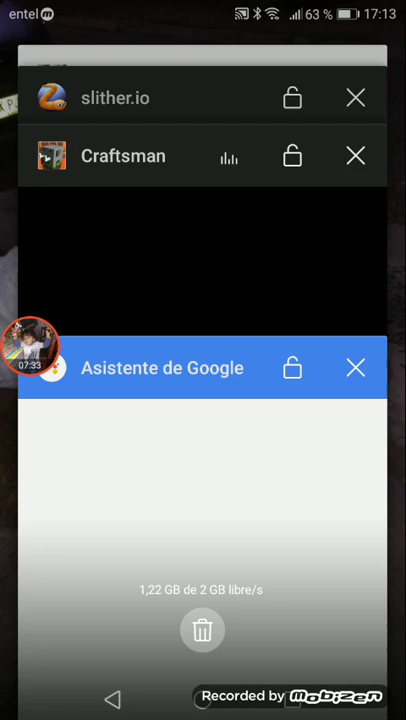 entel
63 % 17:13
slither.io
Craftsman
07:33
Asistente de Google
1,22 GB de 2 GB libre/s
Recorded by MOBIZEN